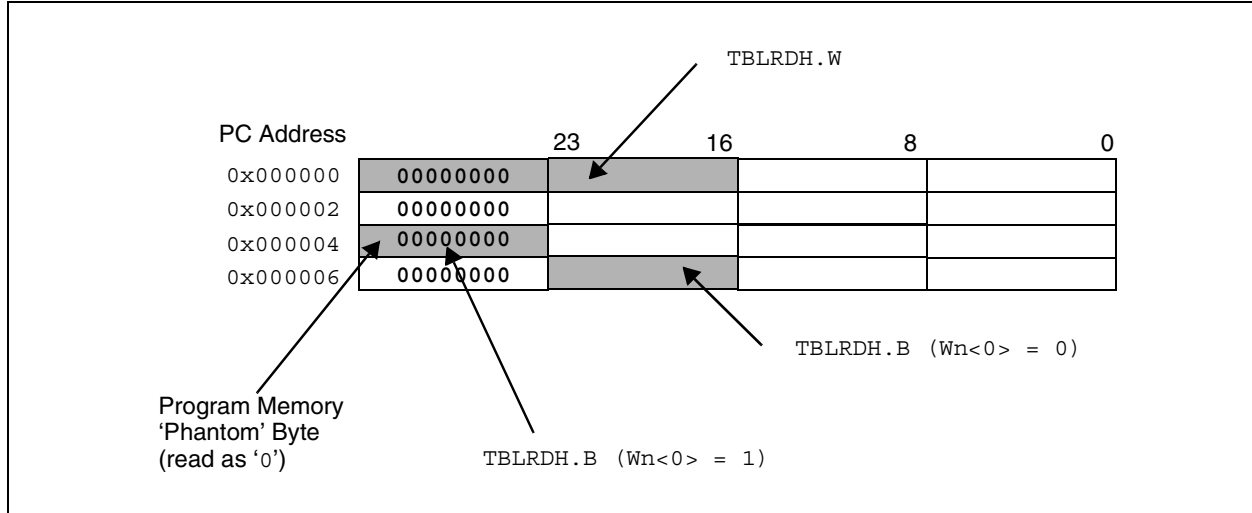 TBLRDH.W
PC Address
23 16 8 0
0x000000 00000000
0x000002 00000000
0x000004 00000000
0x000006 00000000
TBLRDH.B (Wn<0> = 0)
Program Memory
‘Phantom’ Byte
(read as ‘0’)
TBLRDH.B (Wn<0> = 1)